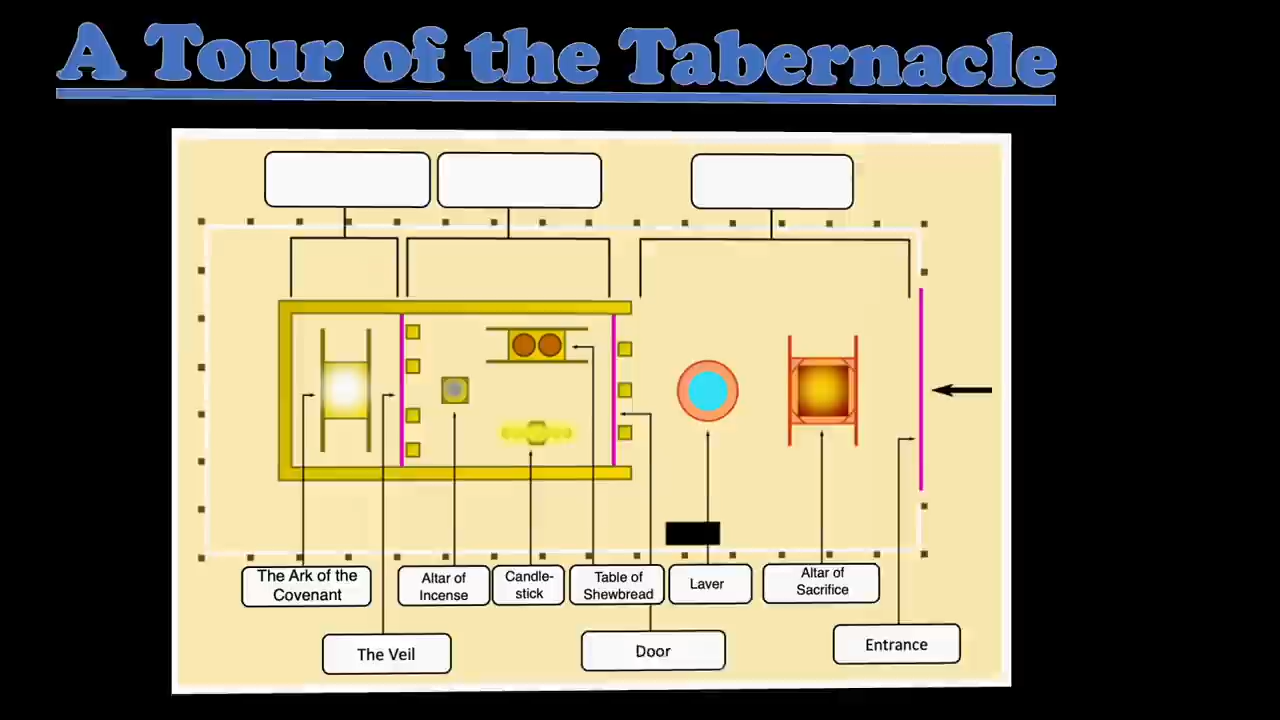 A Tour of the Tabernacle
The Ark of the
Covenant
Altar of
Incense
Candle-
stick
Table of
Shewbread
Laver
Altar of
Sacrifice
The Veil
Door
Entrance